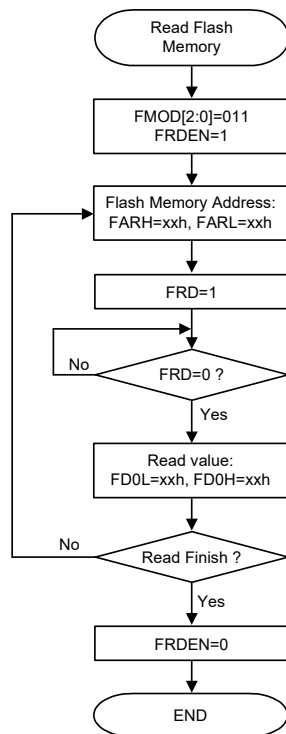 Read Flash
Memory
FMOD[2:0]=011
FRDEN=1
Flash Memory Address:
FARH=xxh, FARL=xxh
FRD=1
No
FRD=0 ?
Yes
Read value:
FD0L=xxh, FD0H=xxh
No
Read Finish ?
Yes
FRDEN=0
END